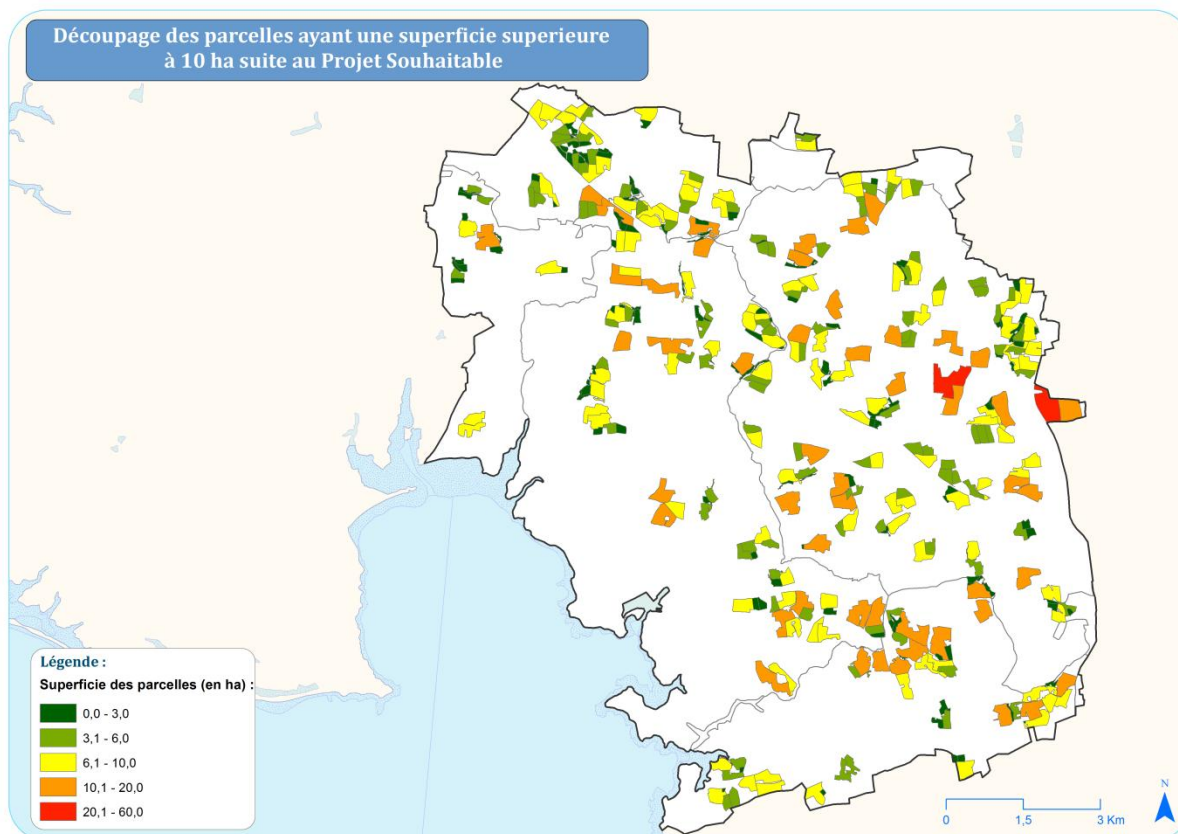 Découpage des parcelles ayant une superficie superieure
à 10 ha suite au Projet Souhaitable
Légende :
Superficie des parcelles (en ha) :
0,0 - 3,0
3,1 - 6,0
6,1 - 10,0
10,1 - 20,0
20,1 - 60,0
N
0 1,5 3 Km